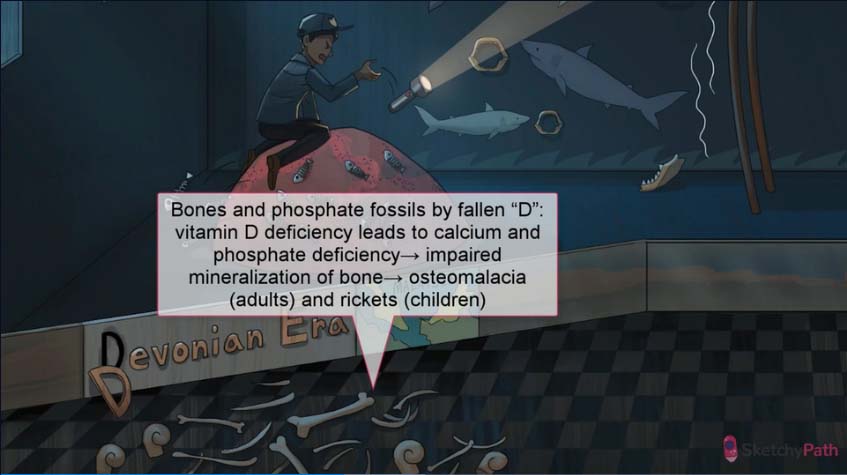 Bones and phosphate fossils by fallen “D”:
vitamin D deficiency leads to calcium and
phosphate deficiency→ impaired
mineralization of bone→ osteomalacia
(adults) and rickets (children)
Devonian Era
D
SketchyPath